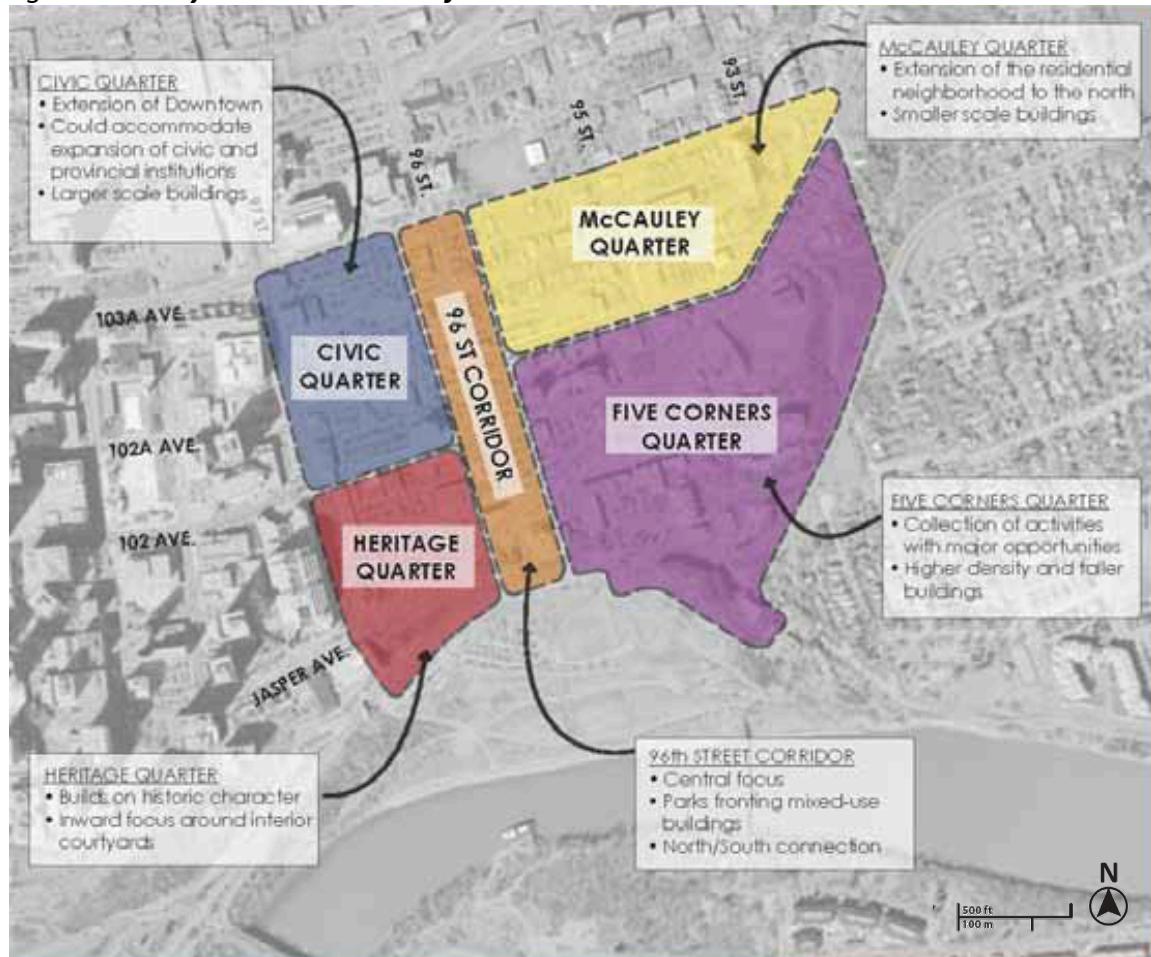 CIVIC QUARTER
• Extension of Downtown
• Could accommodate
expansion of civic and
provincial institutions
• Larger scale buildings
McCAULEY QUARTER
• Extension of the residential
neighborhood to the north
• Smaller scale buildings
93 ST.
95 ST.
96 ST.
97 ST.
McCAULEY
QUARTER
103A AVE.
CIVIC
QUARTER
96 ST CORRIDOR
FIVE CORNERS
QUARTER
102A AVE.
102 AVE.
HERITAGE
QUARTER
JASPER AVE.
FIVE CORNERS QUARTER
• Collection of activities
with major opportunities
• Higher density and taller
buildings
HERITAGE QUARTER
• Builds on historic character
• Inward focus around interior
courtyards
96th STREET CORRIDOR
• Central focus
• Parks fronting mixed-use
buildings
• North/South connection
N
500 ft
100 m